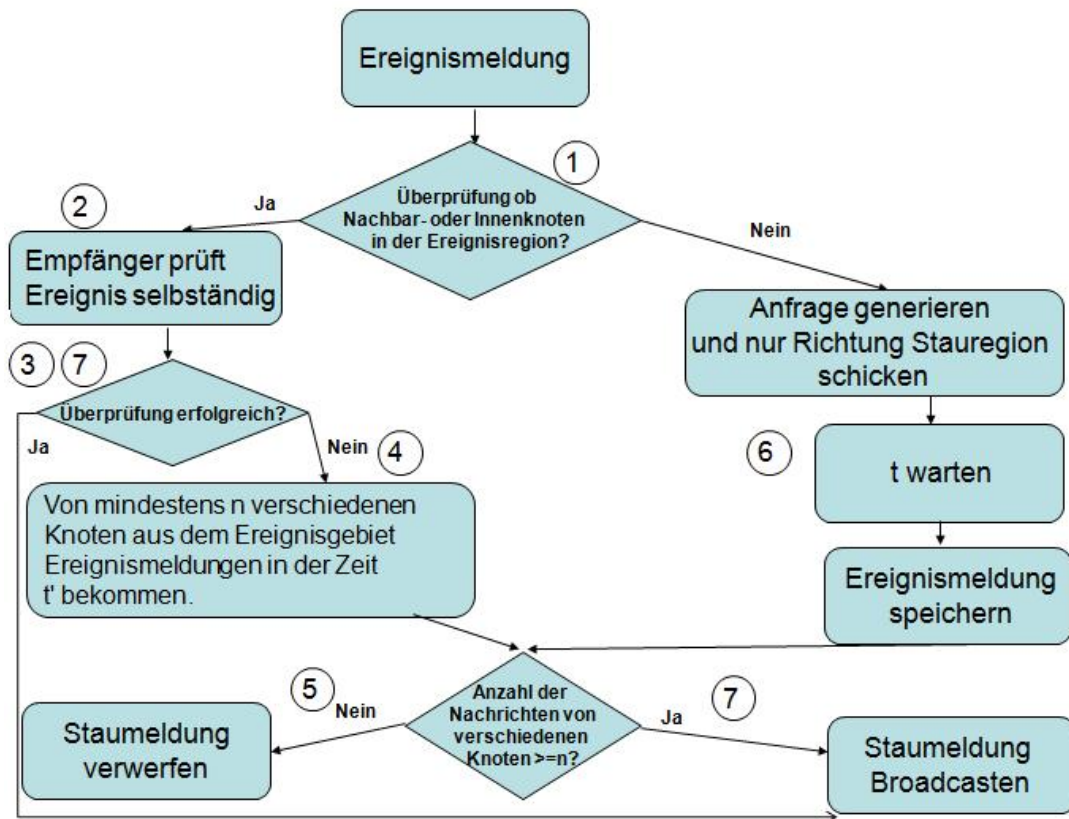 Ereignismeldung
1
Überprüfung ob
Nachbar- oder Innenknoten
in der Ereignisregion?
Ja
Nein
2
Empfänger prüft
Ereignis selbständig
Anfrage generieren
und nur Richtung Stauregion
schicken
3
7
Überprüfung erfolgreich?
Ja
Nein
4
6
t warten
Von mindestens n verschiedenen
Knoten aus dem Ereignisgebiet
Ereignismeldungen in der Zeit
t' bekommen.
Ereignismeldung
speichern
5
Nein
Anzahl der
Nachrichten von
verschiedenen
Knoten >=n?
7
Ja
Staumeldung
verwerfen
Staumeldung
Broadcasten